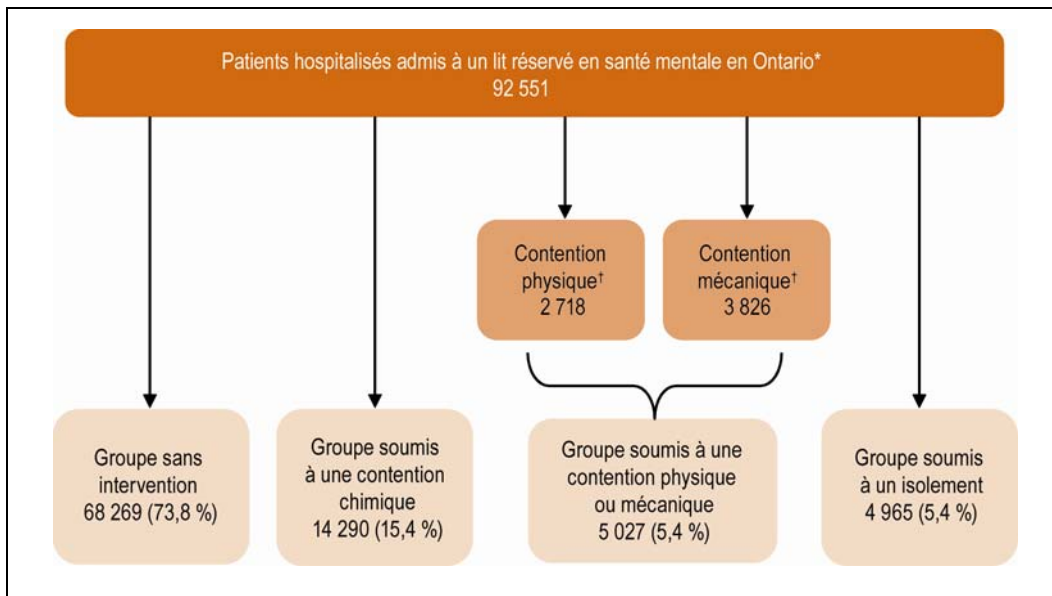 Patients hospitalisés admis à un lit réservé en santé mentale en Ontario*
92 551
Contention
physique†
2 718
Contention
mécanique†
3 826
Groupe sans
intervention
68 269 (73,8 %)
Groupe soumis
à une contention
chimique
14 290 (15,4 %)
Groupe soumis à une
contention physique
ou mécanique
5 027 (5,4 %)
Groupe soumis
à un isolement
4 965 (5,4 %)